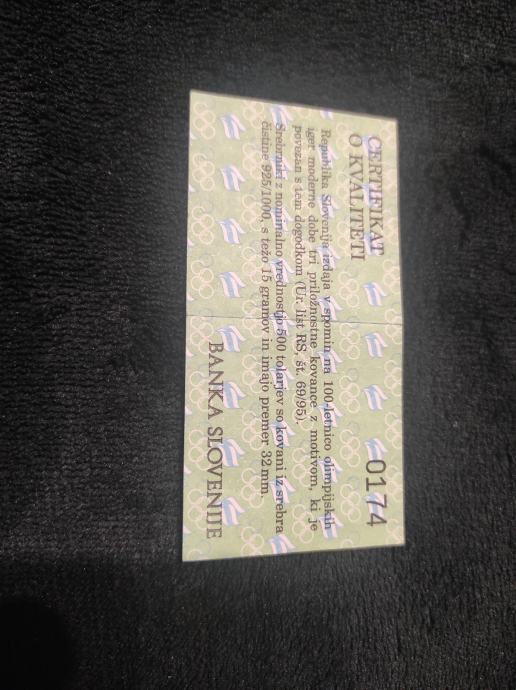 CERTIFIKAT
O KVALITETI
0174
Republika Slovenija izdaja v spomin na 100-letnico olimpijskih
iger moderne dobe tri priložnostne kovance z motivom, ki je
povezan s tem dogodkom (Ur. list RS, št. 69/95).
Srebrniki z nominalno vrednostjo 500 tolarjev so kovani iz srebra
čistine 925/1000, s težo 15 gramov in imajo premer 32 mm.
BANKA SLOVENIJE